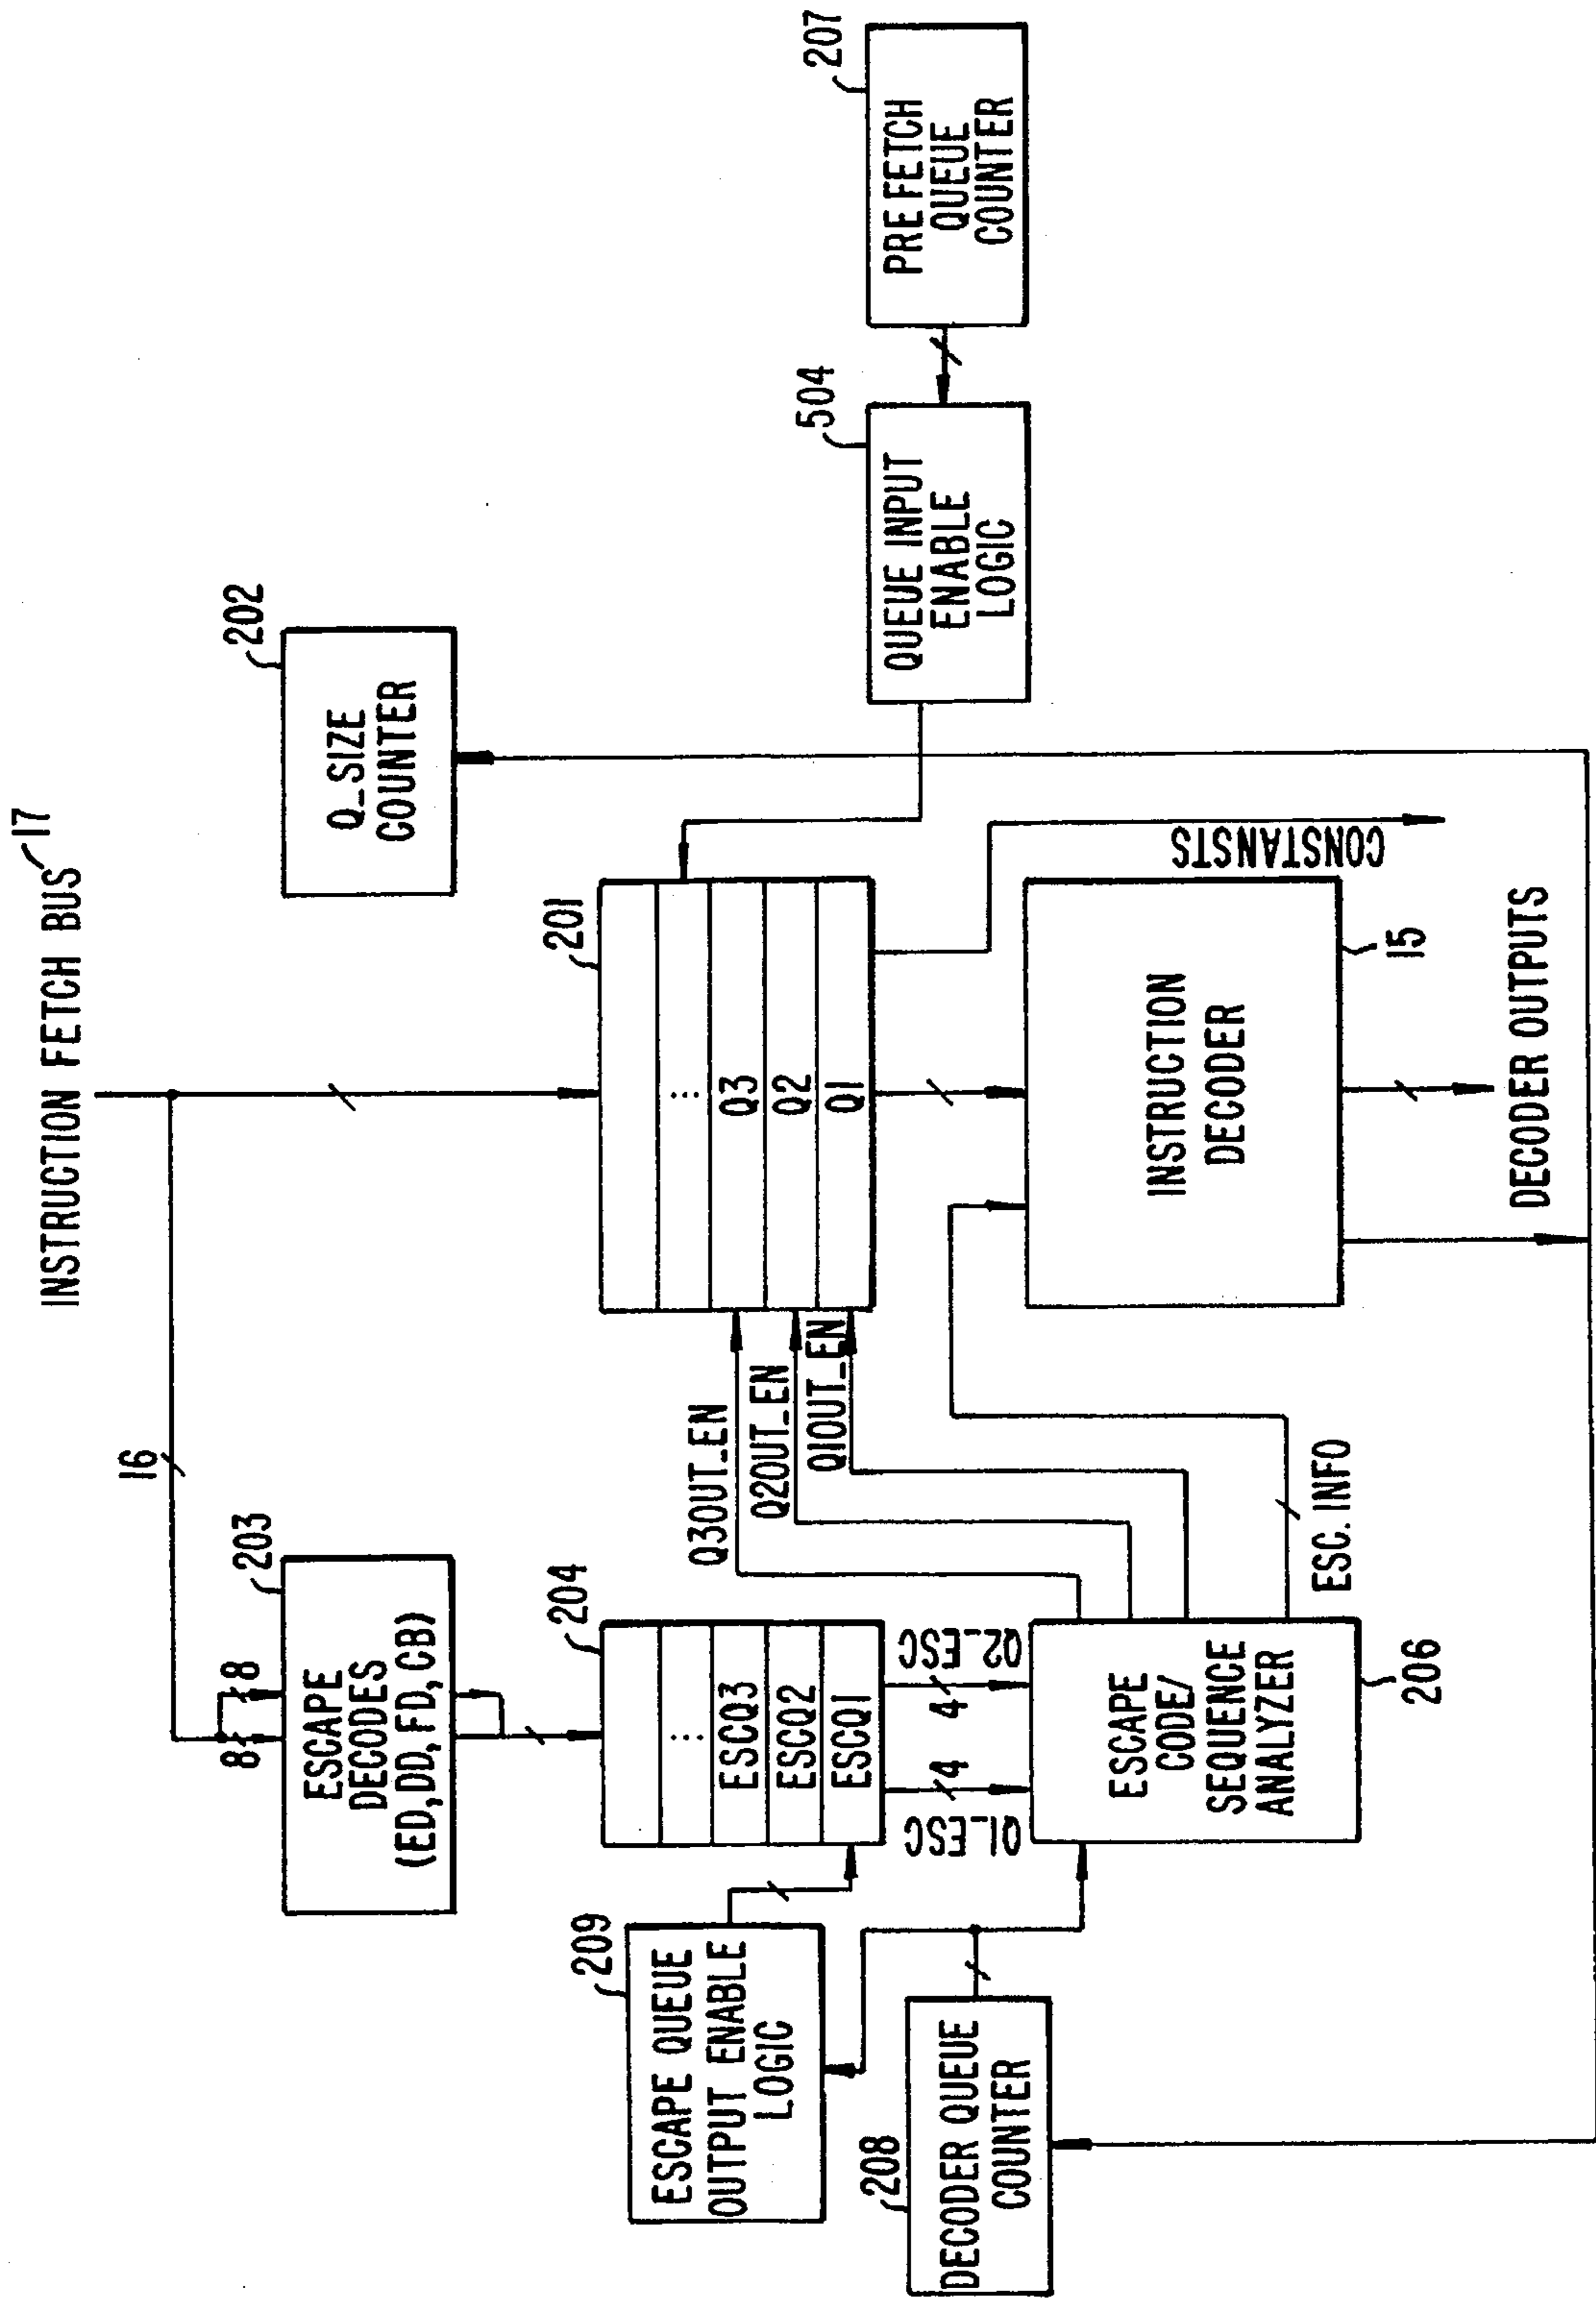 INSTRUCTION FETCH BUS 17
16
8
8
203
ESCAPE
DECODES
(ED, DD, FD, CB)
202
Q_SIZE
COUNTER
209
ESCAPE QUEUE
OUTPUT ENABLE
LOGIC
204
...
ESCQ3
ESCQ2
ESCQ1
201
...
Q3
Q2
Q1
Q3OUT_EN
Q2OUT_EN
Q1OUT_EN
504
QUEUE INPUT
ENABLE
LOGIC
207
PREFETCH
QUEUE
COUNTER
208
DECODER QUEUE
COUNTER
Q1_ESC
4
4
Q2_ESC
ESCAPE
CODE/
SEQUENCE
ANALYZER
206
ESC. INFO
INSTRUCTION
DECODER
15
CONSTANSTS
DECODER OUTPUTS